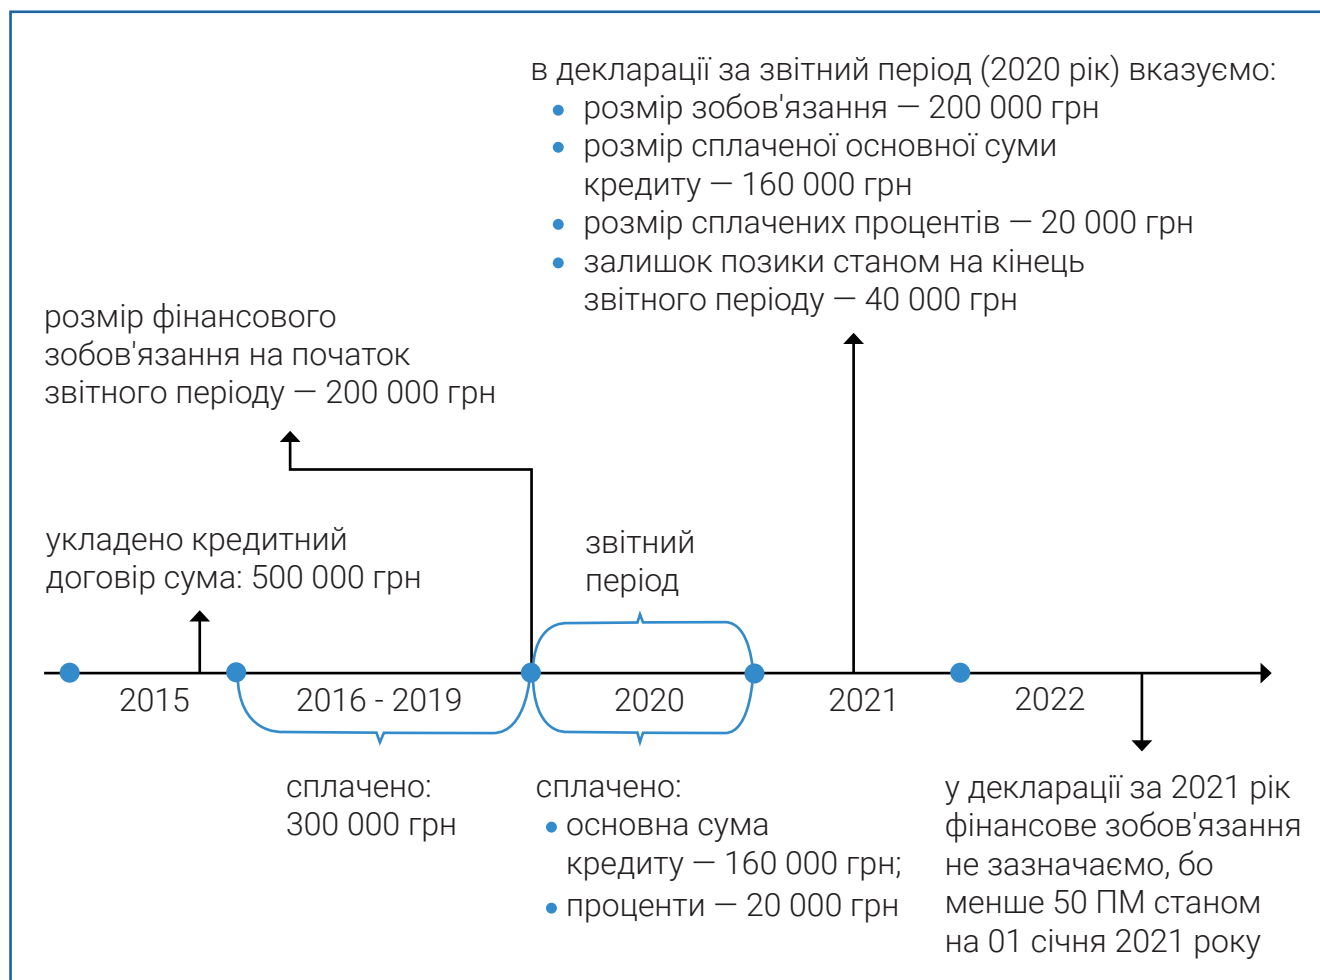 в декларації за звітний період (2020 рік) вказуємо:
• розмір зобов'язання — 200 000 грн
• розмір сплаченої основної суми
кредиту — 160 000 грн
• розмір сплачених процентів — 20 000 грн
• залишок позики станом на кінець
звітного періоду — 40 000 грн
розмір фінансового
зобов'язання на початок
звітного періоду — 200 000 грн
укладено кредитний
договір сума: 500 000 грн
звітний
період
2015
2016 - 2019
2020
2021
2022
сплачено:
300 000 грн
сплачено:
• основна сума
кредиту — 160 000 грн;
• проценти — 20 000 грн
у декларації за 2021 рік
фінансове зобов'язання
не зазначаємо, бо
менше 50 ПМ станом
на 01 січня 2021 року